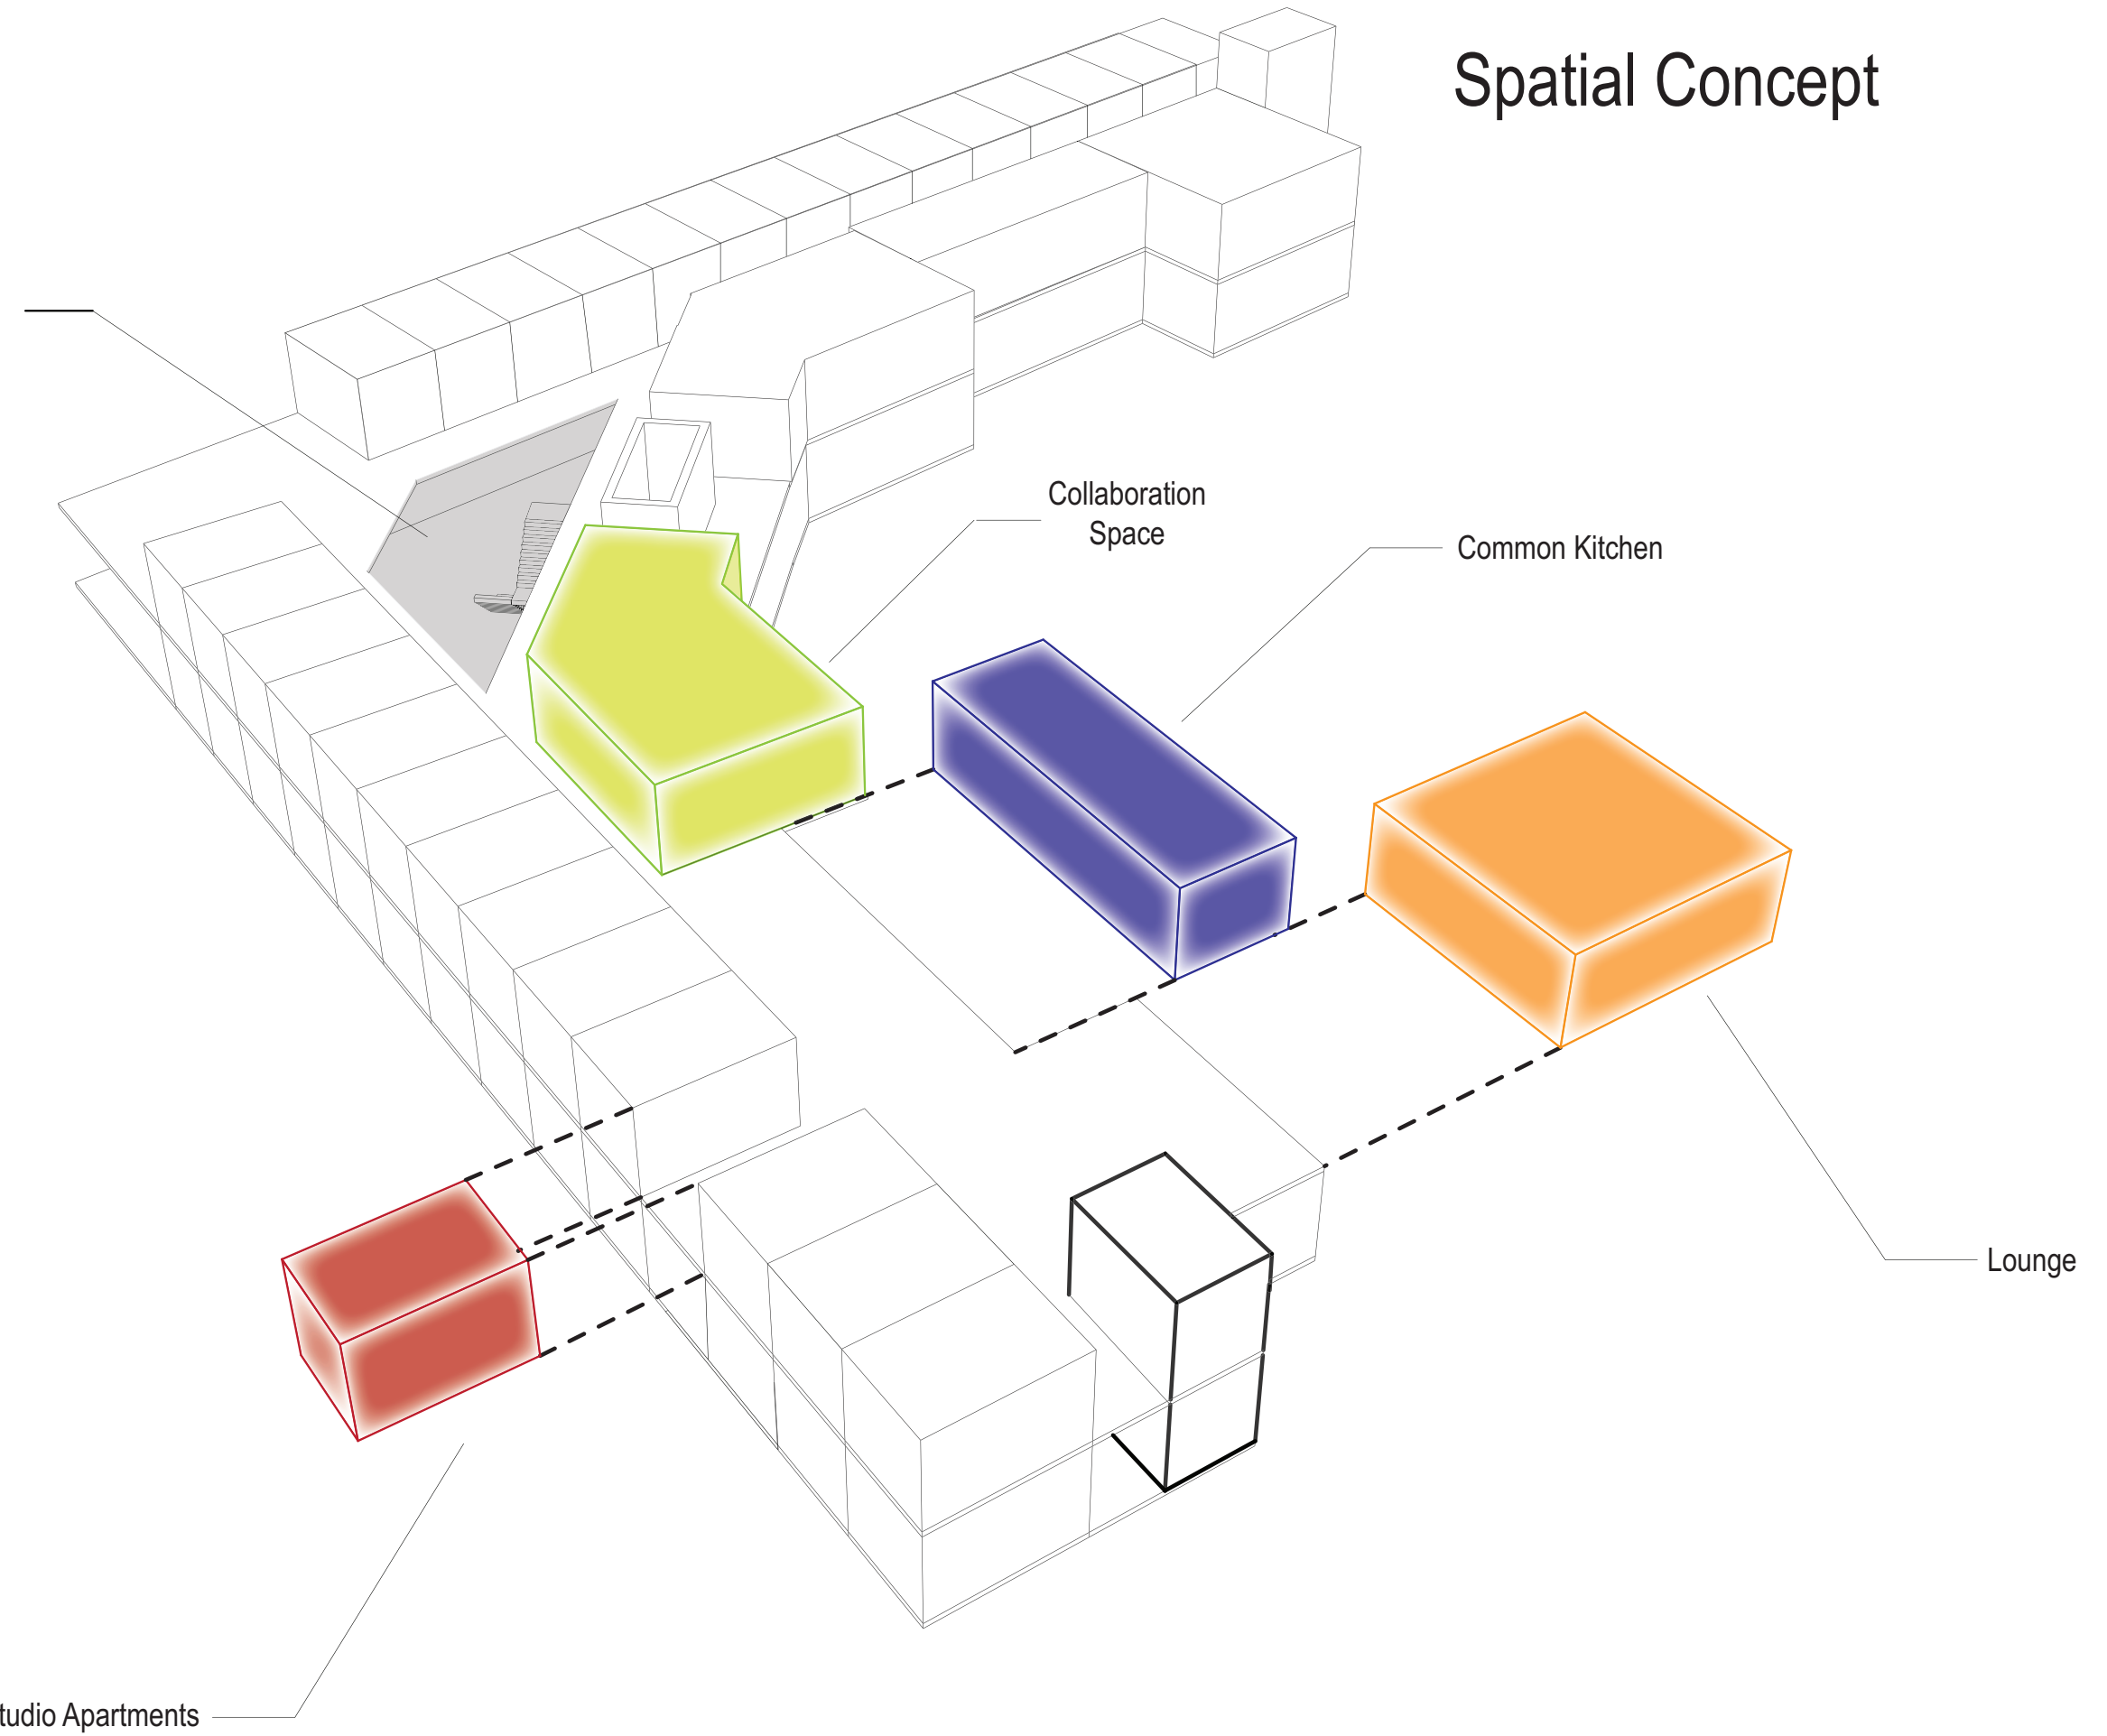 Spatial Concept
Collaboration
Space
Common Kitchen
Lounge
tudio Apartments